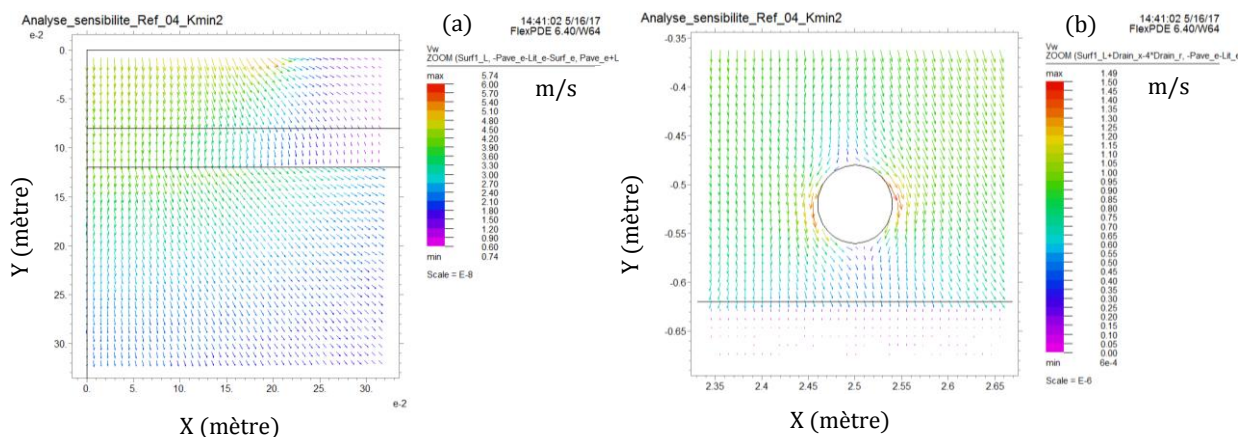 Analyse_sensibilite_Ref_04_Kmin2
(a)
14:41:02 5/16/17
FlexPDE 6.40/W64
Vw
ZOOM (Surf1_L, -Pave_e-Lit_e-Surf_e, Pave_e+L
m/s
max 5.74
6.00
5.70
5.40
5.10
4.80
4.50
4.20
3.90
3.60
3.30
3.00
2.70
2.40
2.10
1.80
1.50
1.20
0.90
0.60
min 0.74
Scale = E-8
e-2
0.
5.
10.
15.
20.
25.
30.
Y (mètre)
0. 5. 10. 15. 20. 25. 30.
e-2
X (mètre)
Analyse_sensibilite_Ref_04_Kmin2
(b)
14:41:02 5/16/17
FlexPDE 6.40/W64
Vw
ZOOM (Surf1_L+Drain_x-4*Drain_r, -Pave_e-Lit_e
m/s
max 1.49
1.50
1.45
1.40
1.35
1.30
1.25
1.20
1.15
1.10
1.05
1.00
0.95
0.90
0.85
0.80
0.75
0.70
0.65
0.60
0.55
0.50
0.45
0.40
0.35
0.30
0.25
0.20
0.15
0.10
0.05
0.00
min 6e-4
Scale = E-6
-0.35
-0.4
-0.45
-0.5
-0.55
-0.6
-0.65
Y (mètre)
2.35 2.4 2.45 2.5 2.55 2.6 2.65
X (mètre)